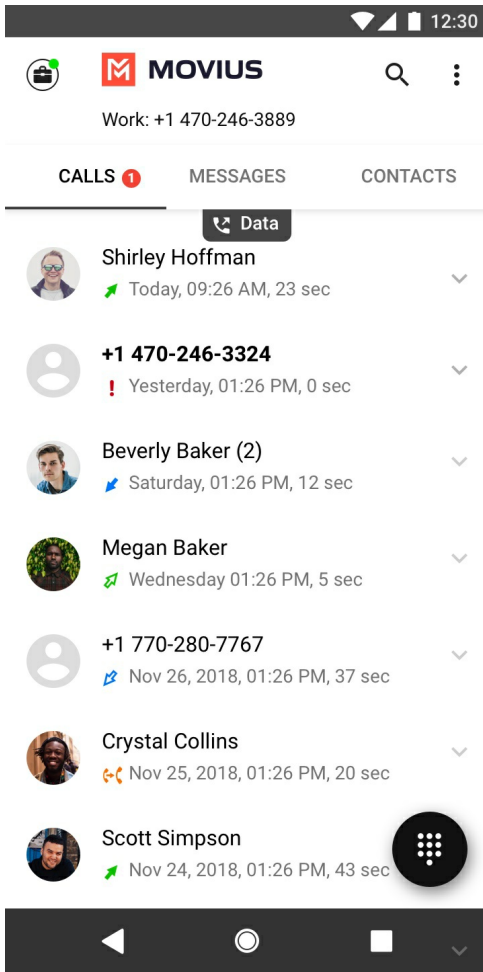 12:30
MOVIUS
Work: +1 470-246-3889
CALLS 1 MESSAGES CONTACTS
Data
Shirley Hoffman
Today, 09:26 AM, 23 sec
+1 470-246-3324
Yesterday, 01:26 PM, 0 sec
Beverly Baker (2)
Saturday, 01:26 PM, 12 sec
Megan Baker
Wednesday 01:26 PM, 5 sec
+1 770-280-7767
Nov 26, 2018, 01:26 PM, 37 sec
Crystal Collins
Nov 25, 2018, 01:26 PM, 20 sec
Scott Simpson
Nov 24, 2018, 01:26 PM, 43 sec